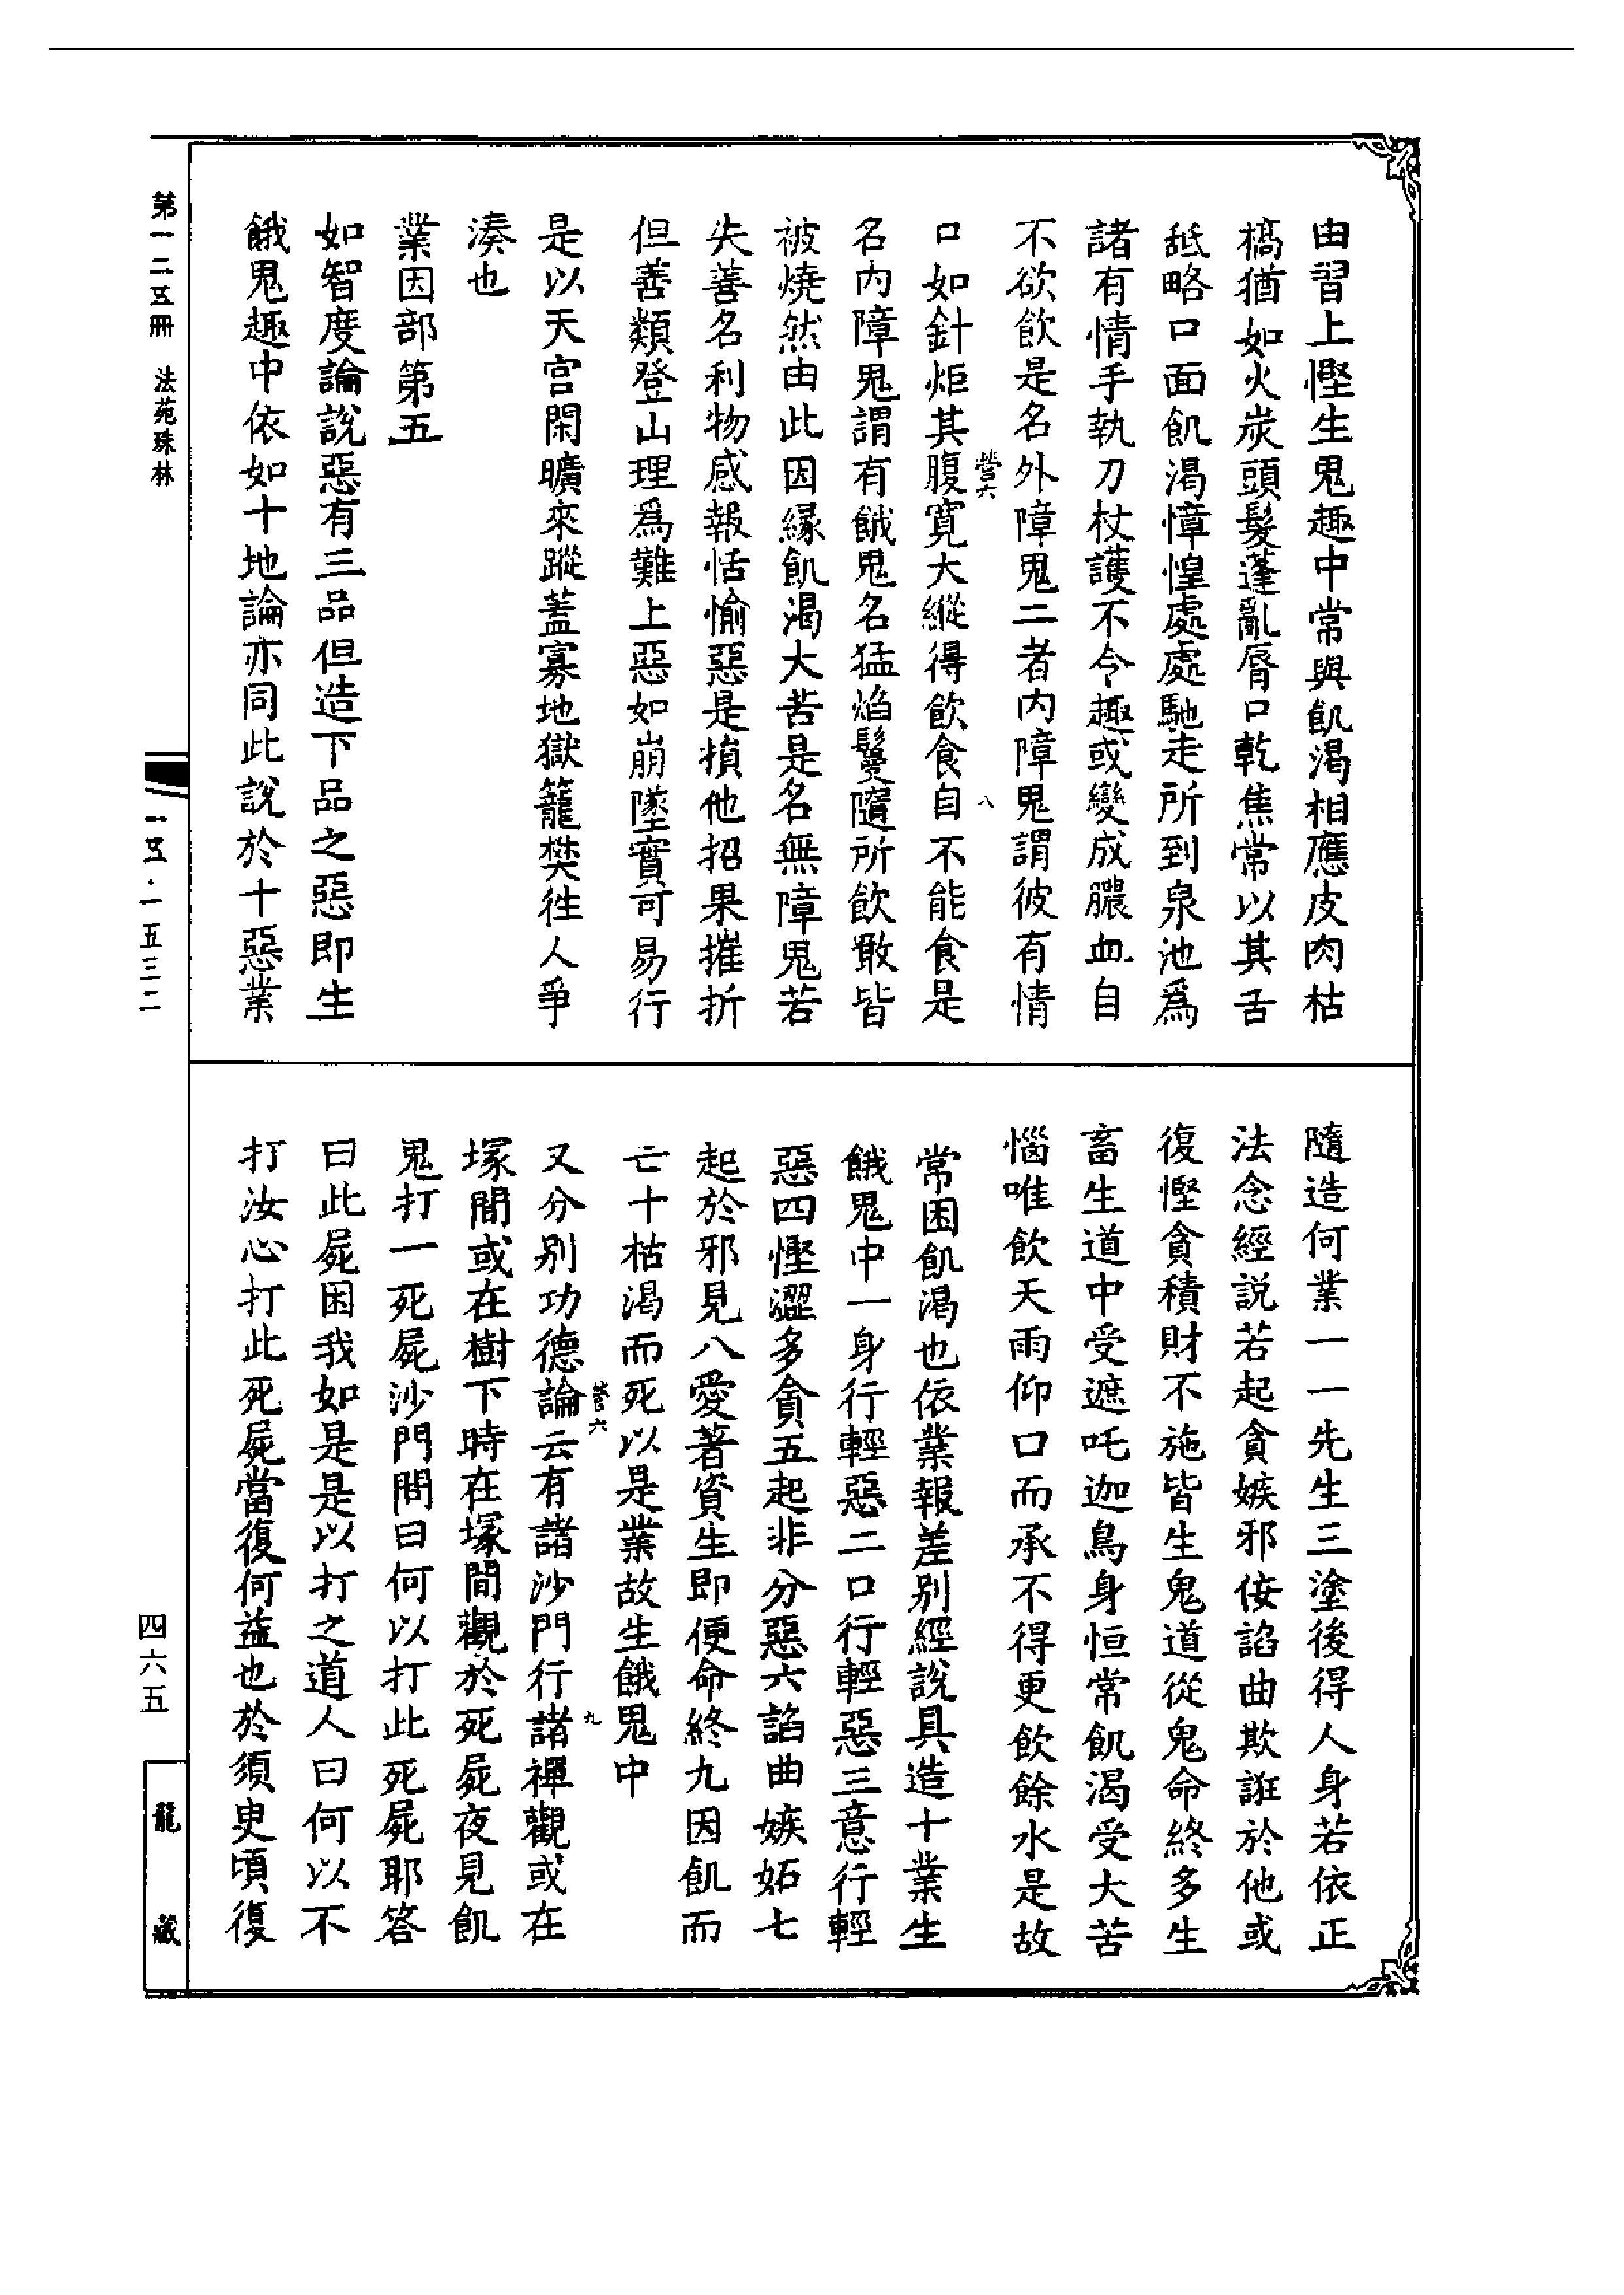 由習上慳生鬼趣中常與飢渴相應皮肉枯
槁猶如火炭頭髮蓬亂脣口乾焦常以其舌
舐略口面飢渴慞惶處處馳走所到泉池爲
諸有情手執刀杖護不令趣或變成膿血自
不欲飲是名外障鬼二者內障鬼謂彼有情
口如針炬其腹寬大縱得飲食自不能食是
營六
八
名內障鬼謂有餓鬼名猛焰鬘隨所飲敢皆
被燒然由此因緣飢渴大苦是名無障鬼若
失善名利物感報恬愉惡是損他招果摧折
但善類登山理爲難上惡如崩墜實可易行
是以天宫閑曠來蹤蓋寡地獄籠樊徃人爭
湊也
業因部第五
如智度論說惡有三品但造下品之惡即生
餓鬼趣中依如十地論亦同此說於十惡業
隨造何業一一先生三塗後得人身若依正
法念經說若起貪嫉邪佞諂曲欺誑於他或
復慳貪積財不施皆生鬼道從鬼命終多生
畜生道中受遮吒迦鳥身恒常飢渴受大苦
惱唯飲天雨仰口而承不得更飲餘水是故
常困飢渴也依業報差別經說具造十業生
餓鬼中一身行輕惡二口行輕惡三意行輕
惡四慳澀多貪五起非分惡六諂曲嫉妬七
起於邪見八愛著資生即便命終九因飢而
亡十枯渴而死以是業故生餓鬼中
又分別功德論云有諸沙門行諸禪觀或在
營六
九
塚間或在樹下時在塚間觀於死屍夜見飢
鬼打一死屍沙門問曰何以打此死屍耶答
曰此屍困我如是是以打之道人曰何以不
打汝心打此死屍當復何益也於須臾頃復
第一二五冊 法苑珠林
一五·一五三二
四六五
龍藏